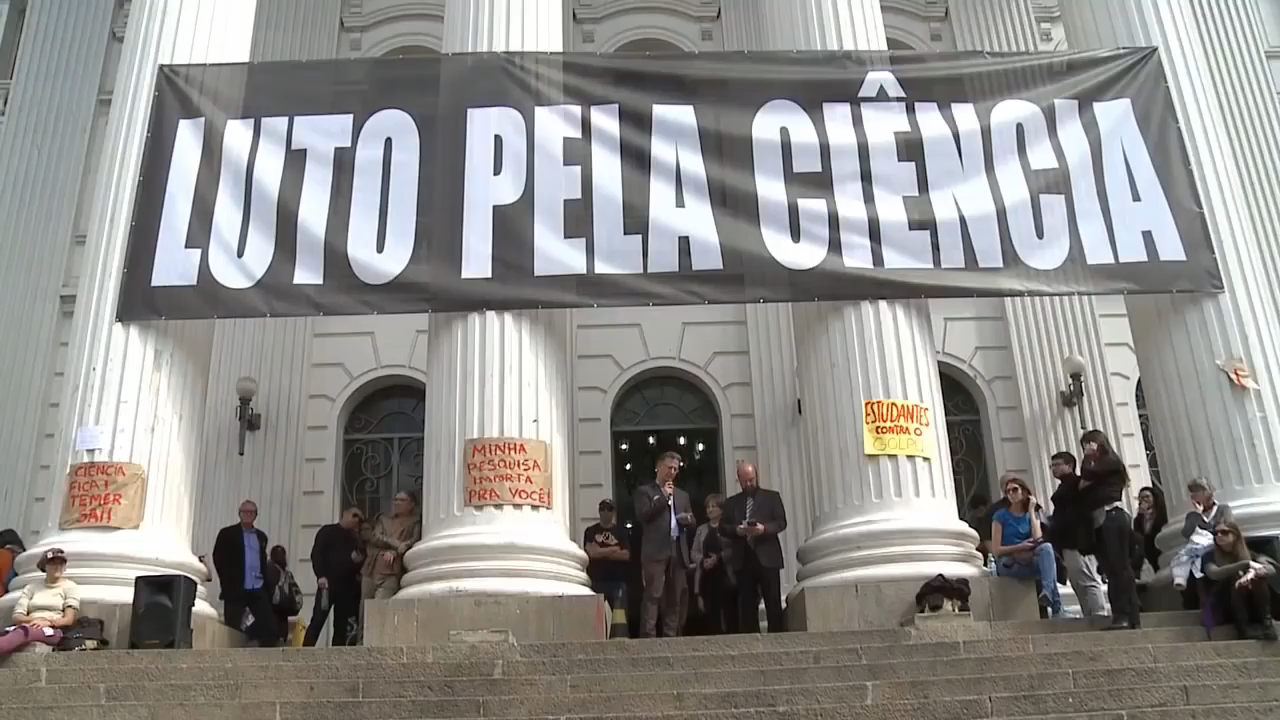 LUTO PELA CIÊNCIA
CIÊNCIA
FICA!
TEMER
SAI!
MINHA
PESQUISA
IMPORTA
PRA VOCÊ!
ESTUDANTES
CONTRA O
GOLPE